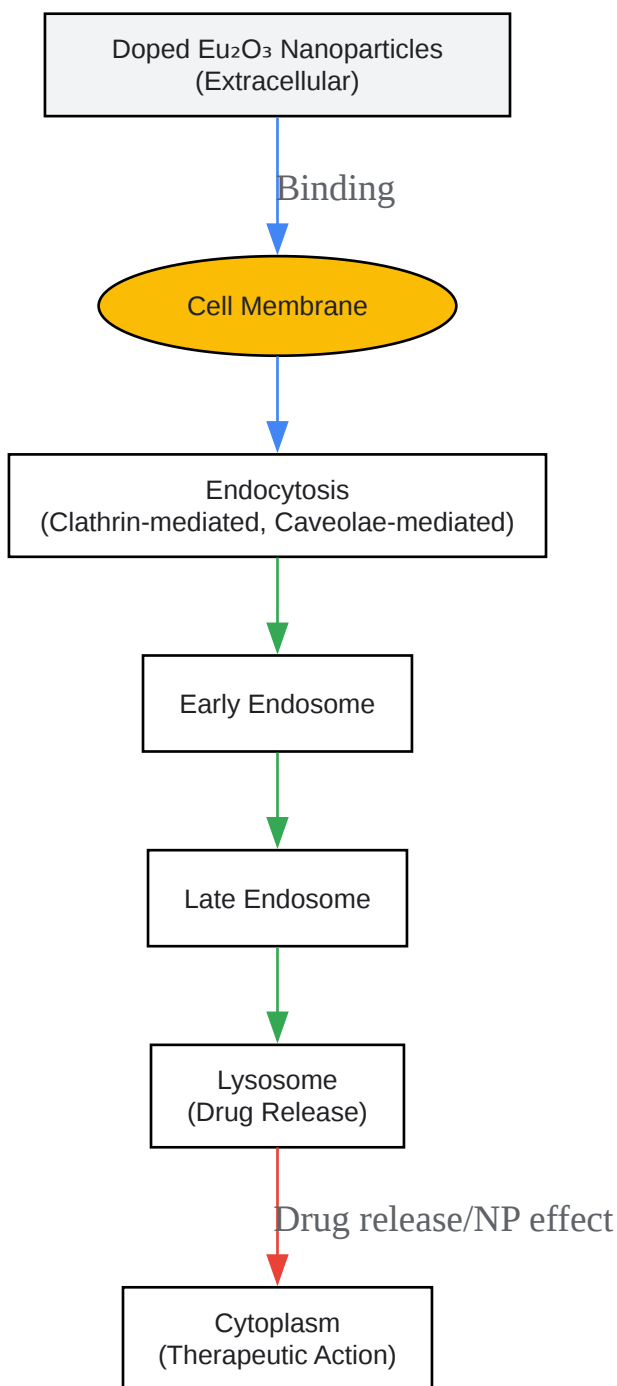 Doped Eu₂O₃ Nanoparticles
(Extracellular)
Binding
Cell Membrane
Endocytosis
(Clathrin-mediated, Caveolae-mediated)
Early Endosome
Late Endosome
Lysosome
(Drug Release)
Drug release/NP effect
Cytoplasm
(Therapeutic Action)